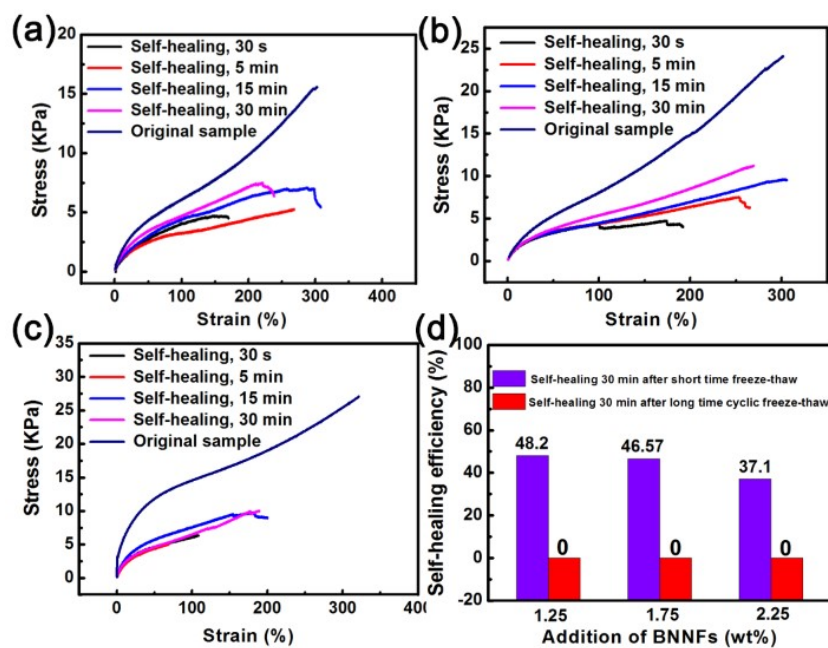 (a)
Self-healing, 30 s
Self-healing, 5 min
Self-healing, 15 min
Self-healing, 30 min
Original sample
20
15
10
5
0
Stress (KPa)
0 100 200 300 400
Strain (%)
(b)
Self-healing, 30 s
Self-healing, 5 min
Self-healing, 15 min
Self-healing, 30 min
Original sample
25
20
15
10
5
0
Stress (KPa)
0 100 200 300
Strain (%)
(c)
Self-healing, 30 s
Self-healing, 5 min
Self-healing, 15 min
Self-healing, 30 min
Original sample
35
30
25
20
15
10
5
0
Stress (KPa)
0 100 200 300 400
Strain (%)
(d)
100
80
60
40
20
0
-20
Self-healing efficiency (%)
Self-healing 30 min after short time freeze-thaw
Self-healing 30 min after long time cyclic freeze-thaw
48.2 46.57 37.1
0 0 0
1.25 1.75 2.25
Addition of BNNFs (wt%)